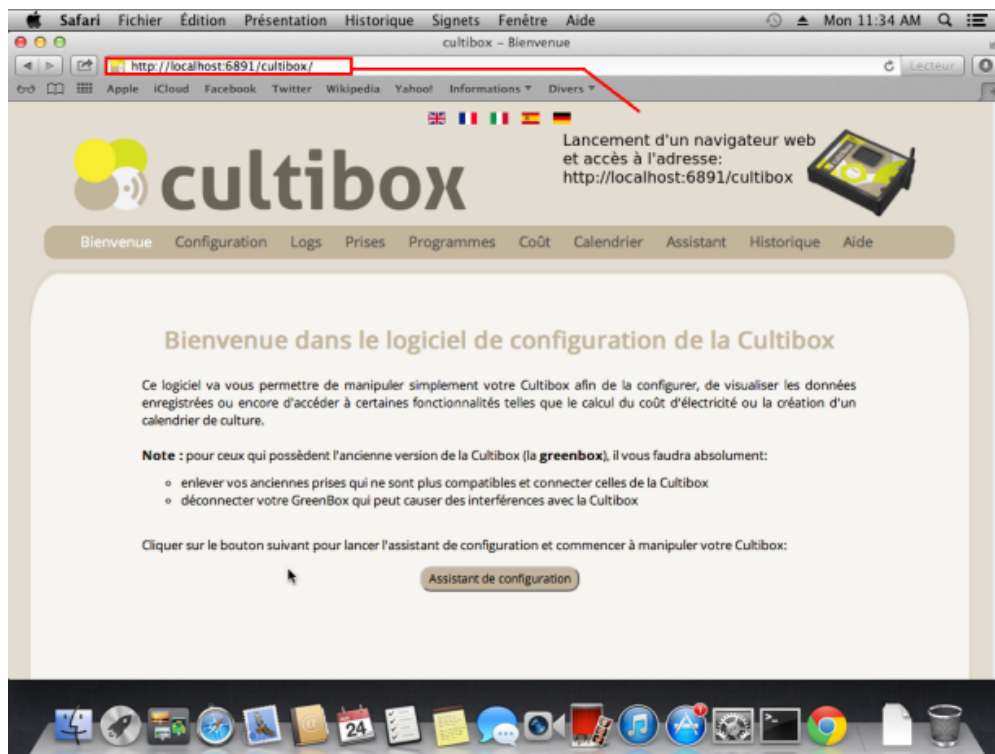 Safari Fichier Édition Présentation Historique Signets Fenêtre Aide Mon 11:34 AM
cultibox – Bienvenue
http://localhost:6891/cultibox/ Lecteur
Apple iCloud Facebook Twitter Wikipedia Yahoo! Informations Divers
cultibox
Lancement d'un navigateur web
et accès à l'adresse:
http://localhost:6891/cultibox
Bienvenue Configuration Logs Prises Programmes Coût Calendrier Assistant Historique Aide
Bienvenue dans le logiciel de configuration de la Cultibox
Ce logiciel va vous permettre de manipuler simplement votre Cultibox afin de la configurer, de visualiser les données
enregistrées ou encore d'accéder à certaines fonctionnalités telles que le calcul du coût d'électricité ou la création d'un
calendrier de culture.
Note : pour ceux qui possèdent l'ancienne version de la Cultibox (la greenbox), il vous faudra absolument:
enlever vos anciennes prises qui ne sont plus compatibles et connecter celles de la Cultibox
déconnecter votre GreenBox qui peut causer des interférences avec la Cultibox
Cliquer sur le bouton suivant pour lancer l'assistant de configuration et commencer à manipuler votre Cultibox:
Assistant de configuration
24